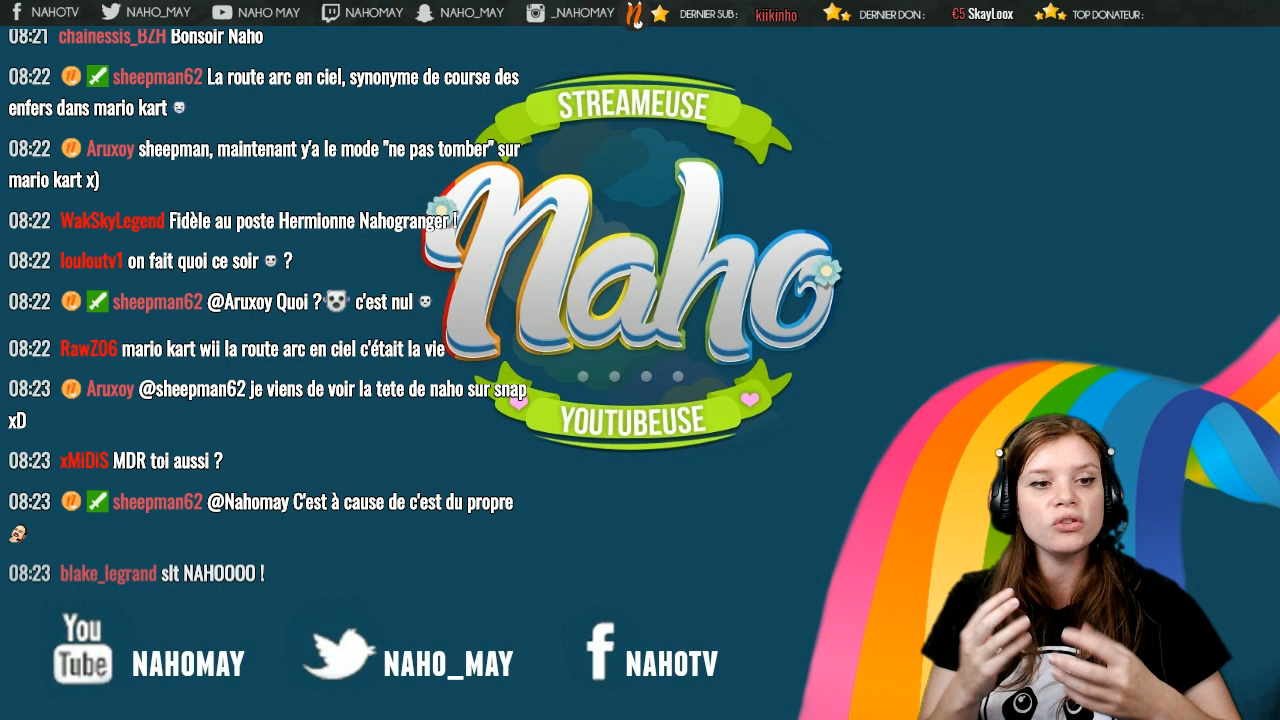 NAHOTV NAHO_MAY NAHO MAY NAHOMAY NAHO_MAY _NAHOMAY DERNIER SUB : kiikinho DERNIER DON : €5 SkayLoox TOP DONATEUR :
08:21 chainessis_BZH Bonsoir Naho
08:22 sheepman62 La route arc en ciel, synonyme de course des
enfers dans mario kart
08:22 Aruxoy sheepman, maintenant y'a le mode "ne pas tomber" sur
mario kart x)
08:22 WakSkyLegend Fidèle au poste Hermionne Nahogranger !
08:22 louloutv1 on fait quoi ce soir ?
08:22 sheepman62 @Aruxoy Quoi ? c'est nul
08:22 RawZ06 mario kart wii la route arc en ciel c'était la vie
08:23 Aruxoy @sheepman62 je viens de voir la tete de naho sur snap
xD
08:23 xMiDiS MDR toi aussi ?
08:23 sheepman62 @Nahomay C'est à cause de c'est du propre
08:23 blake_legrand slt NAHOOOO !
STREAMEUSE
Naho
YOUTUBEUSE
You
Tube NAHOMAY NAHO_MAY NAHOTV